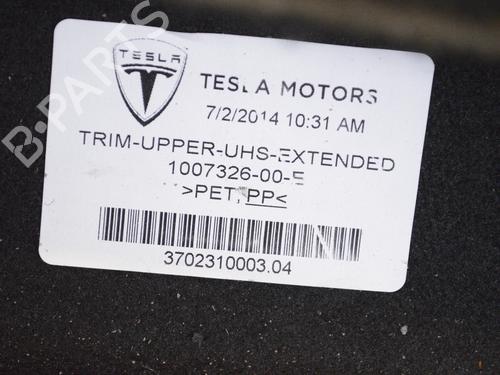 B-PARTS
TESLA
TESLA MOTORS
7/2/2014 10:31 AM
TRIM-UPPER-UHS-EXTENDED
1007326-00-E
>PET, PP<
3702310003.04